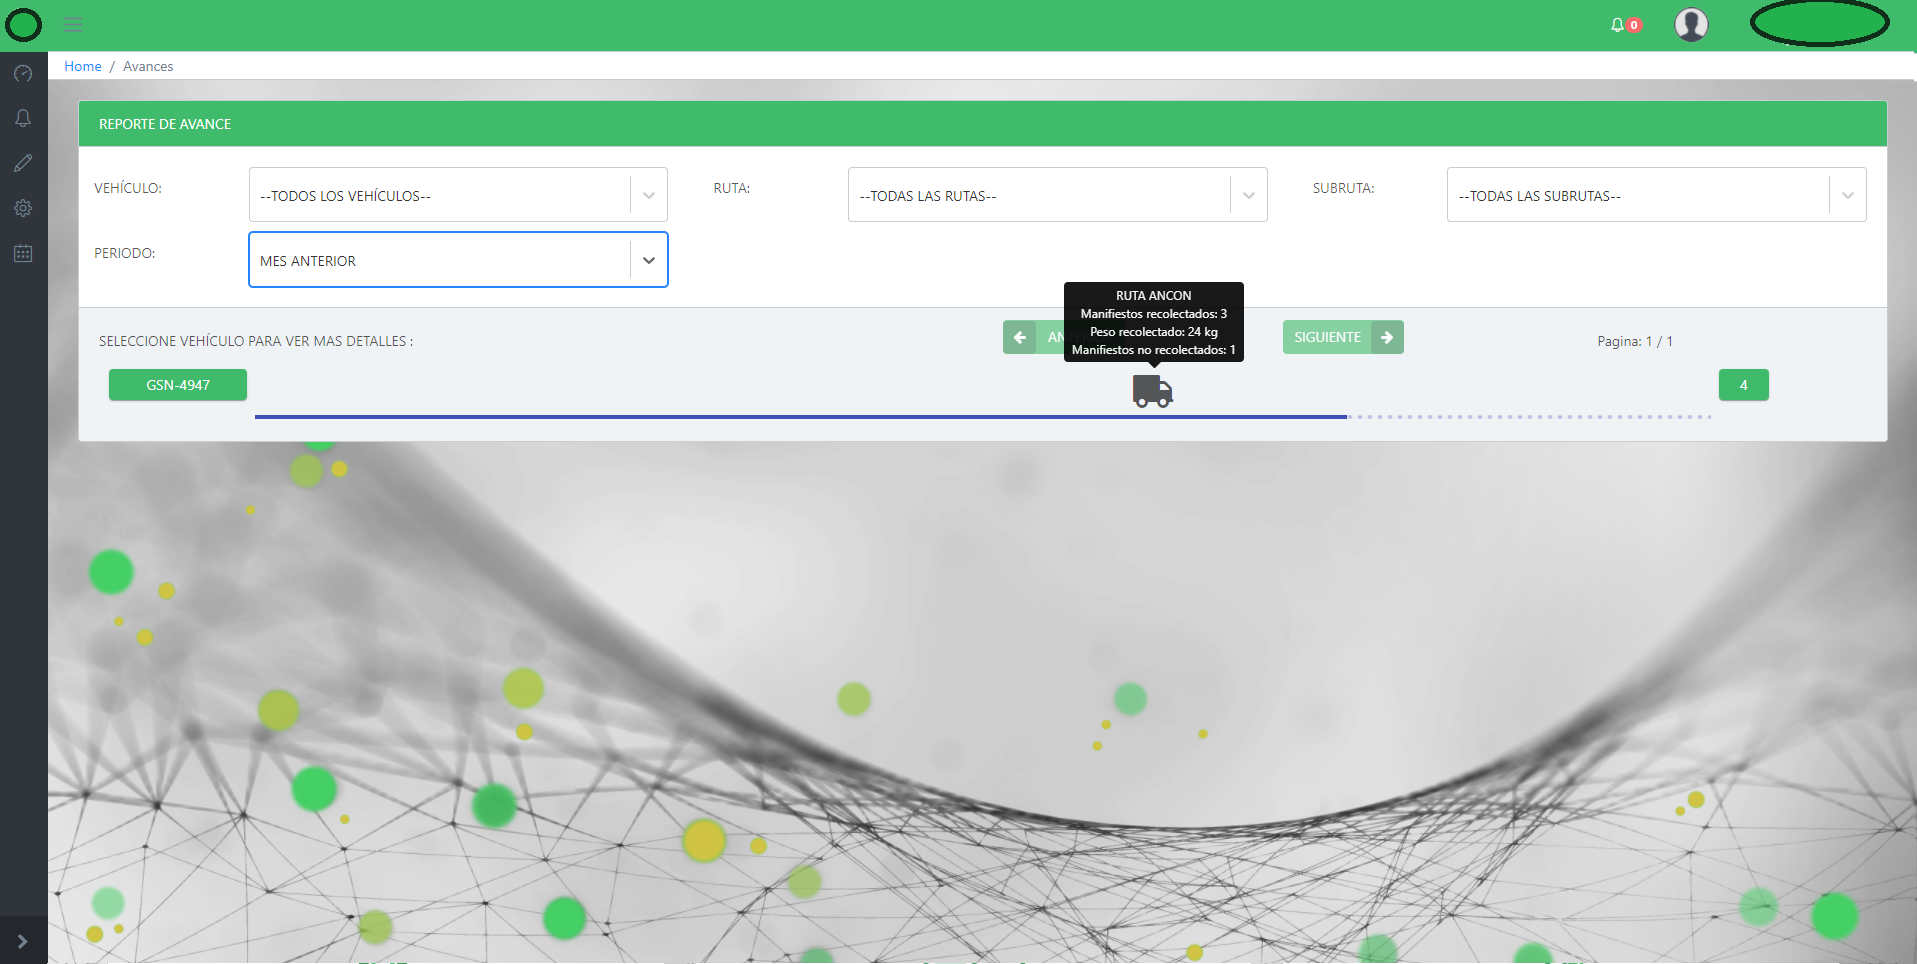 0
Home / Avances
REPORTE DE AVANCE
VEHÍCULO:
--TODOS LOS VEHÍCULOS--
RUTA:
--TODAS LAS RUTAS--
SUBRUTA:
--TODAS LAS SUBRUTAS--
PERIODO:
MES ANTERIOR
RUTA ANCON
Manifiestos recolectados: 3
Peso recolectado: 24 kg
Manifiestos no recolectados: 1
SELECCIONE VEHÍCULO PARA VER MAS DETALLES :
SIGUIENTE
Pagina: 1 / 1
GSN-4947
4